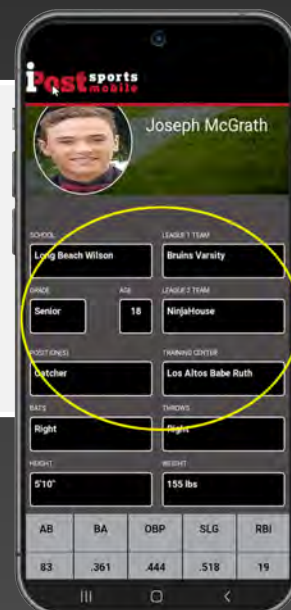 iPost sports
mobile
Joseph McGrath
SCHOOL LEAGUE 1 TEAM
Long Beach Wilson Bruins Varsity
GRADE AGE LEAGUE 2 TEAM
Senior 18 NinjaHouse
POSITION(S) TRAINING CENTER
Catcher Los Altos Babe Ruth
BATS THROWS
Right Right
HEIGHT WEIGHT
5'10" 155 lbs
AB BA OBP SLG RBI
83 .361 .444 .518 19